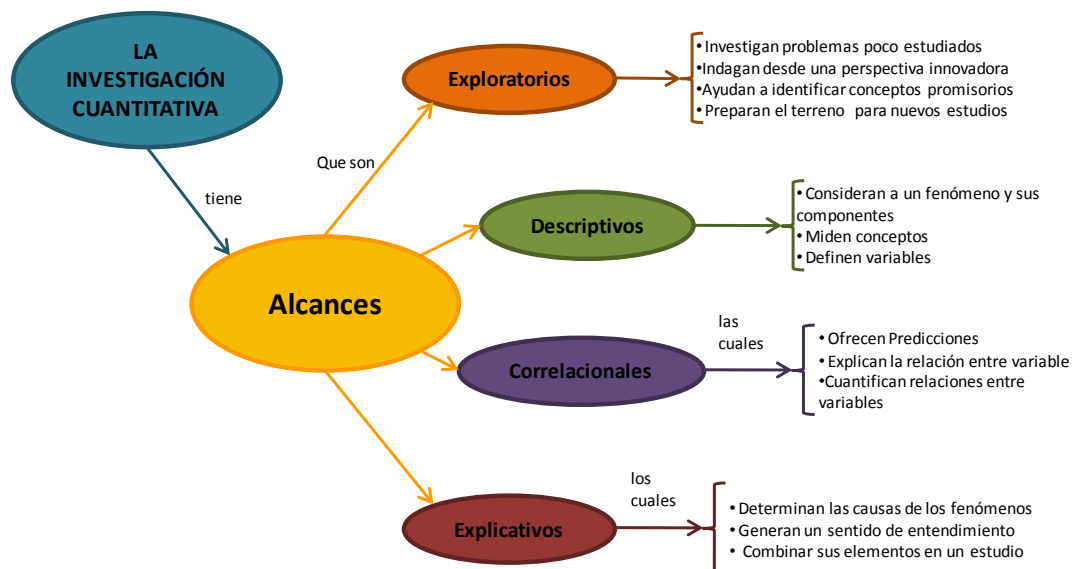 LA
INVESTIGACIÓN
CUANTITATIVA
tiene
Alcances
Que son
Exploratorios
• Investigan problemas poco estudiados
• Indagan desde una perspectiva innovadora
• Ayudan a identificar conceptos promisorios
• Preparan el terreno para nuevos estudios
Descriptivos
• Consideran a un fenómeno y sus
componentes
• Miden conceptos
• Definen variables
Correlacionales
las
cuales
• Ofrecen Predicciones
• Explican la relación entre variable
• Cuantifican relaciones entre
variables
Explicativos
los
cuales
• Determinan las causas de los fenómenos
• Generan un sentido de entendimiento
• Combinar sus elementos en un estudio